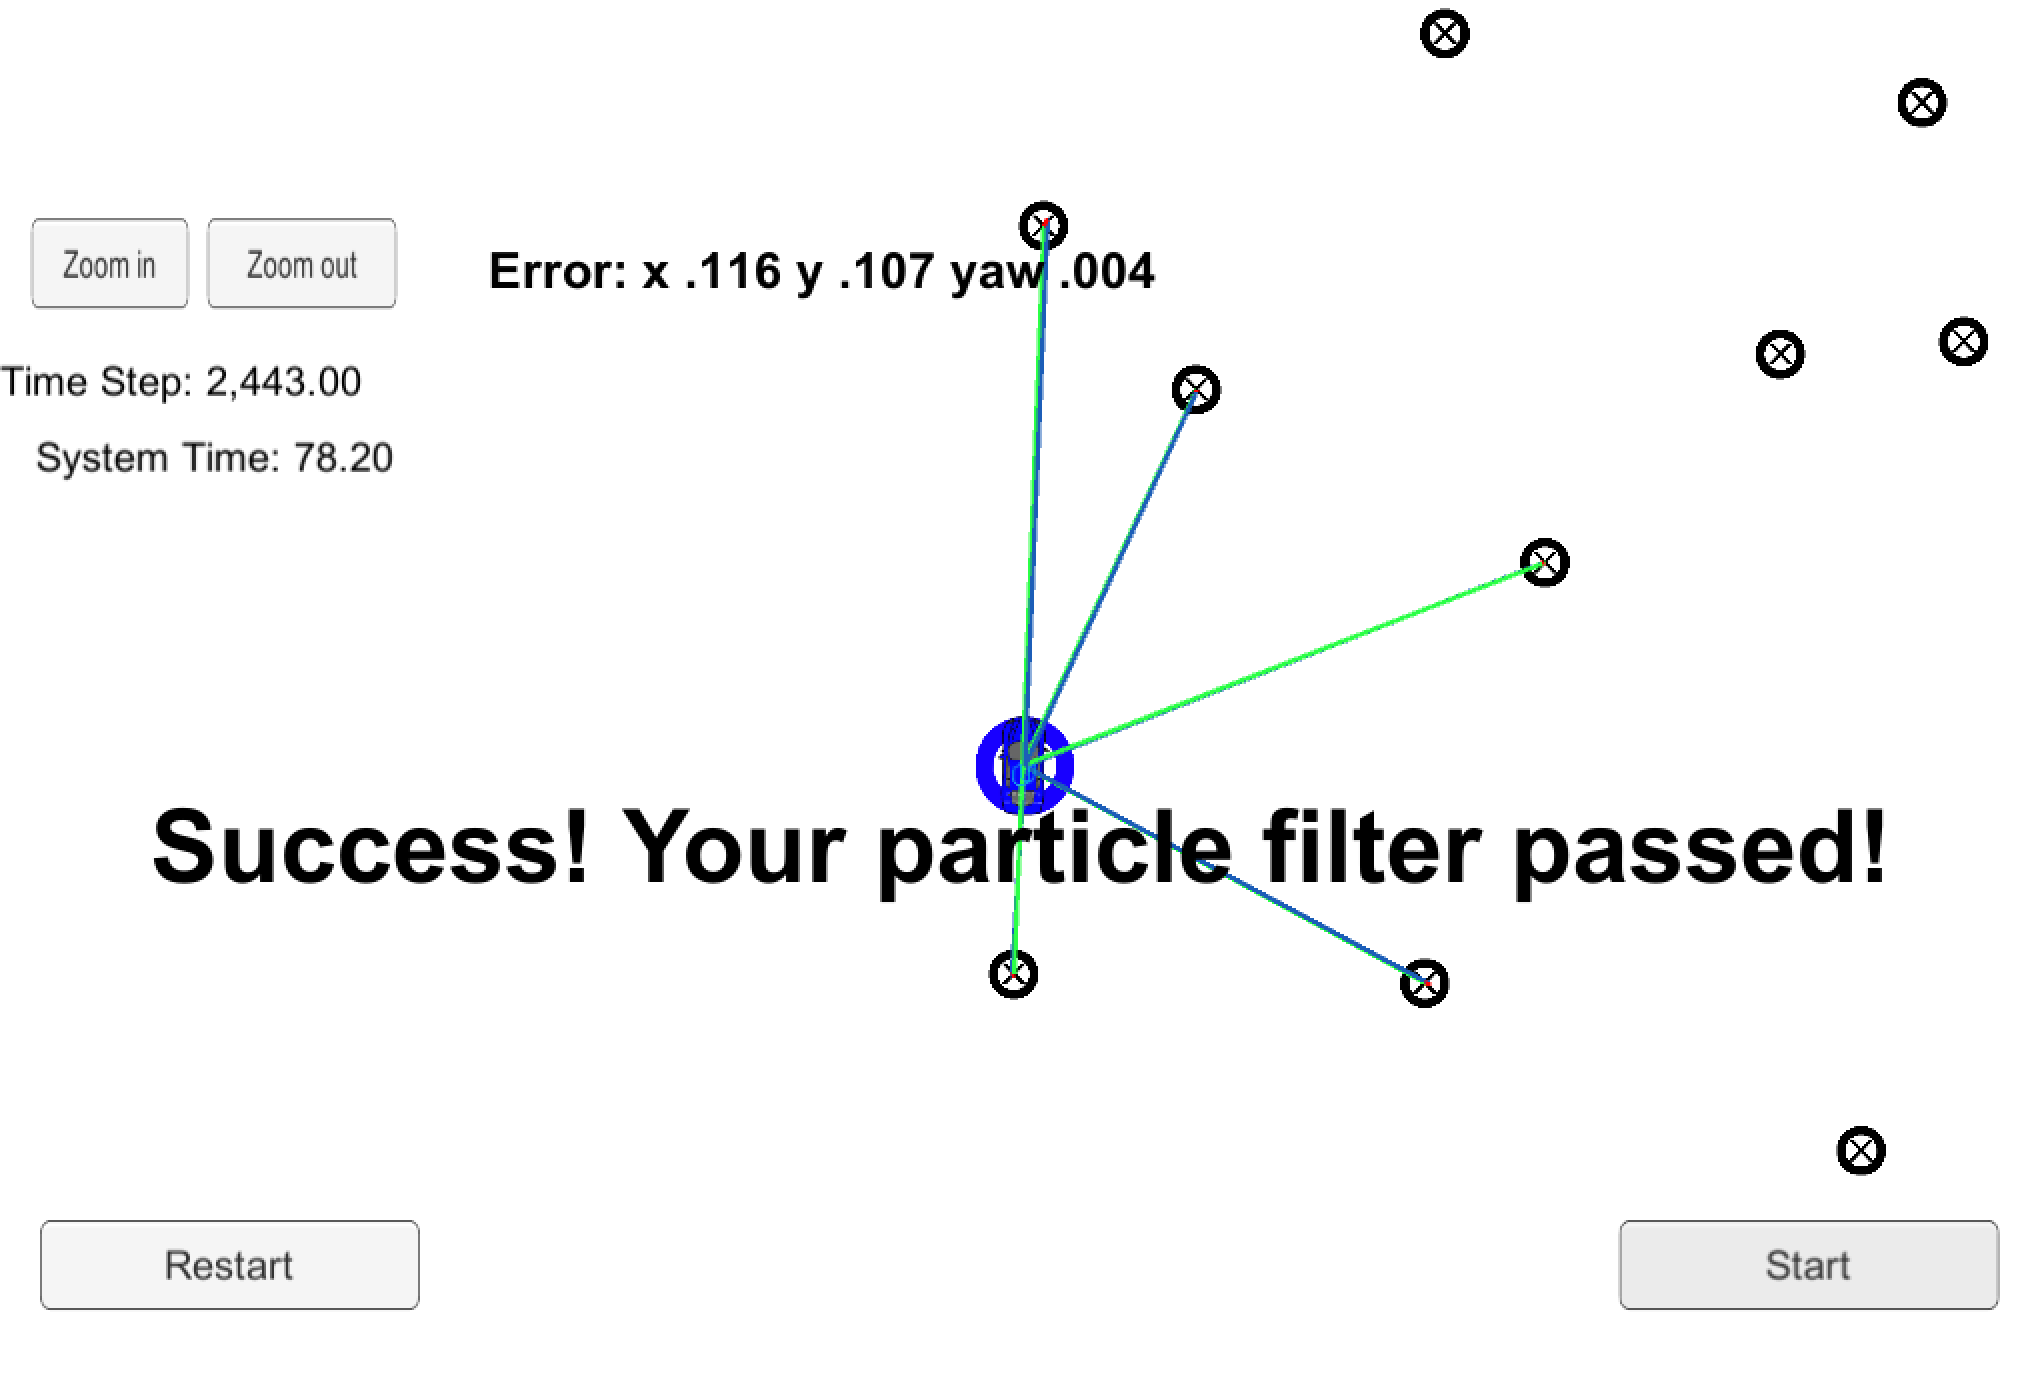 Zoom in Zoom out
Error: x .116 y .107 yaw .004
Time Step: 2,443.00
System Time: 78.20
Success! Your particle filter passed!
Restart
Start